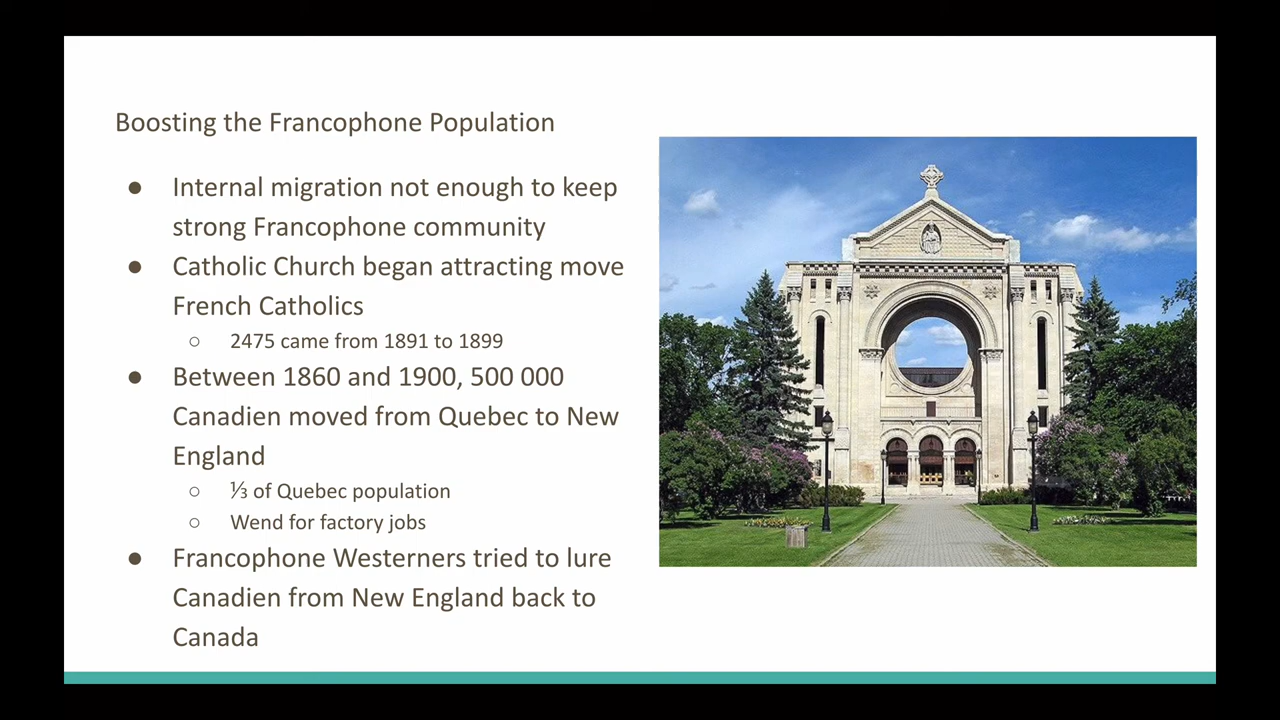 Boosting the Francophone Population
● Internal migration not enough to keep
strong Francophone community
● Catholic Church began attracting move
French Catholics
○ 2475 came from 1891 to 1899
● Between 1860 and 1900, 500 000
Canadien moved from Quebec to New
England
○ ⅓ of Quebec population
○ Wend for factory jobs
● Francophone Westerners tried to lure
Canadien from New England back to
Canada